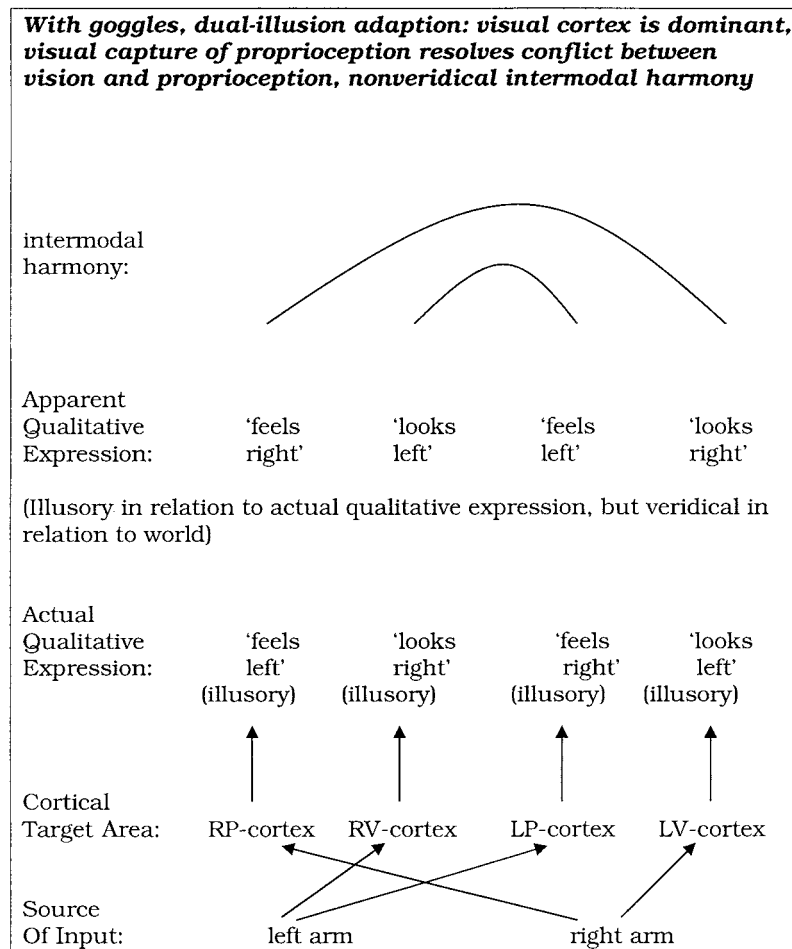 With goggles, dual-illusion adaption: visual cortex is dominant,
visual capture of proprioception resolves conflict between
vision and proprioception, nonveridical intermodal harmony
intermodal
harmony:
Apparent
Qualitative ‘feels ‘looks ‘feels ‘looks
Expression: right’ left’ left’ right’
(Illusory in relation to actual qualitative expression, but veridical in
relation to world)
Actual
Qualitative ‘feels ‘looks ‘feels ‘looks
Expression: left’ right’ right’ left’
(illusory) (illusory) (illusory) (illusory)
Cortical
Target Area: RP-cortex RV-cortex LP-cortex LV-cortex
Source
Of Input: left arm right arm